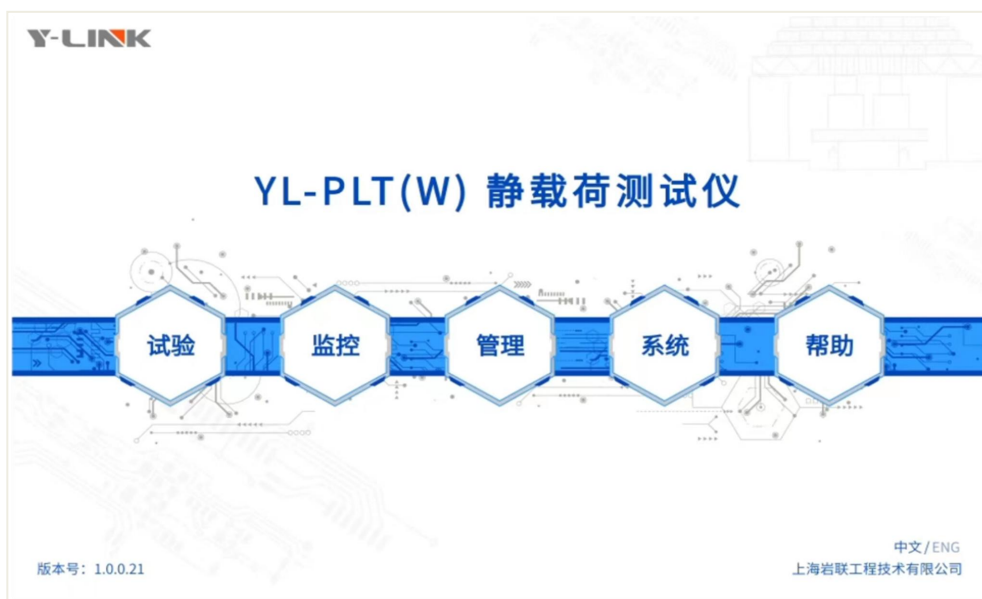 Y-LINK
YL-PLT(W) 静载荷测试仪
试验 监控 管理 系统 帮助
中文/ENG
版本号：1.0.0.21 上海岩联工程技术有限公司